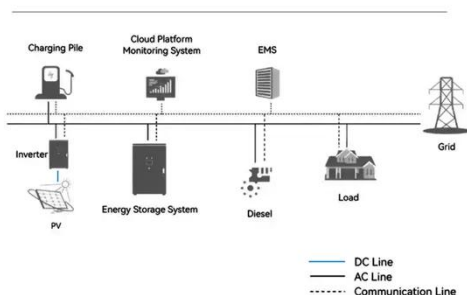 Charging Pile
Cloud Platform
Monitoring System
EMS
Grid
Inverter
PV
Energy Storage System
Diesel
Load
DC Line
AC Line
Communication Line